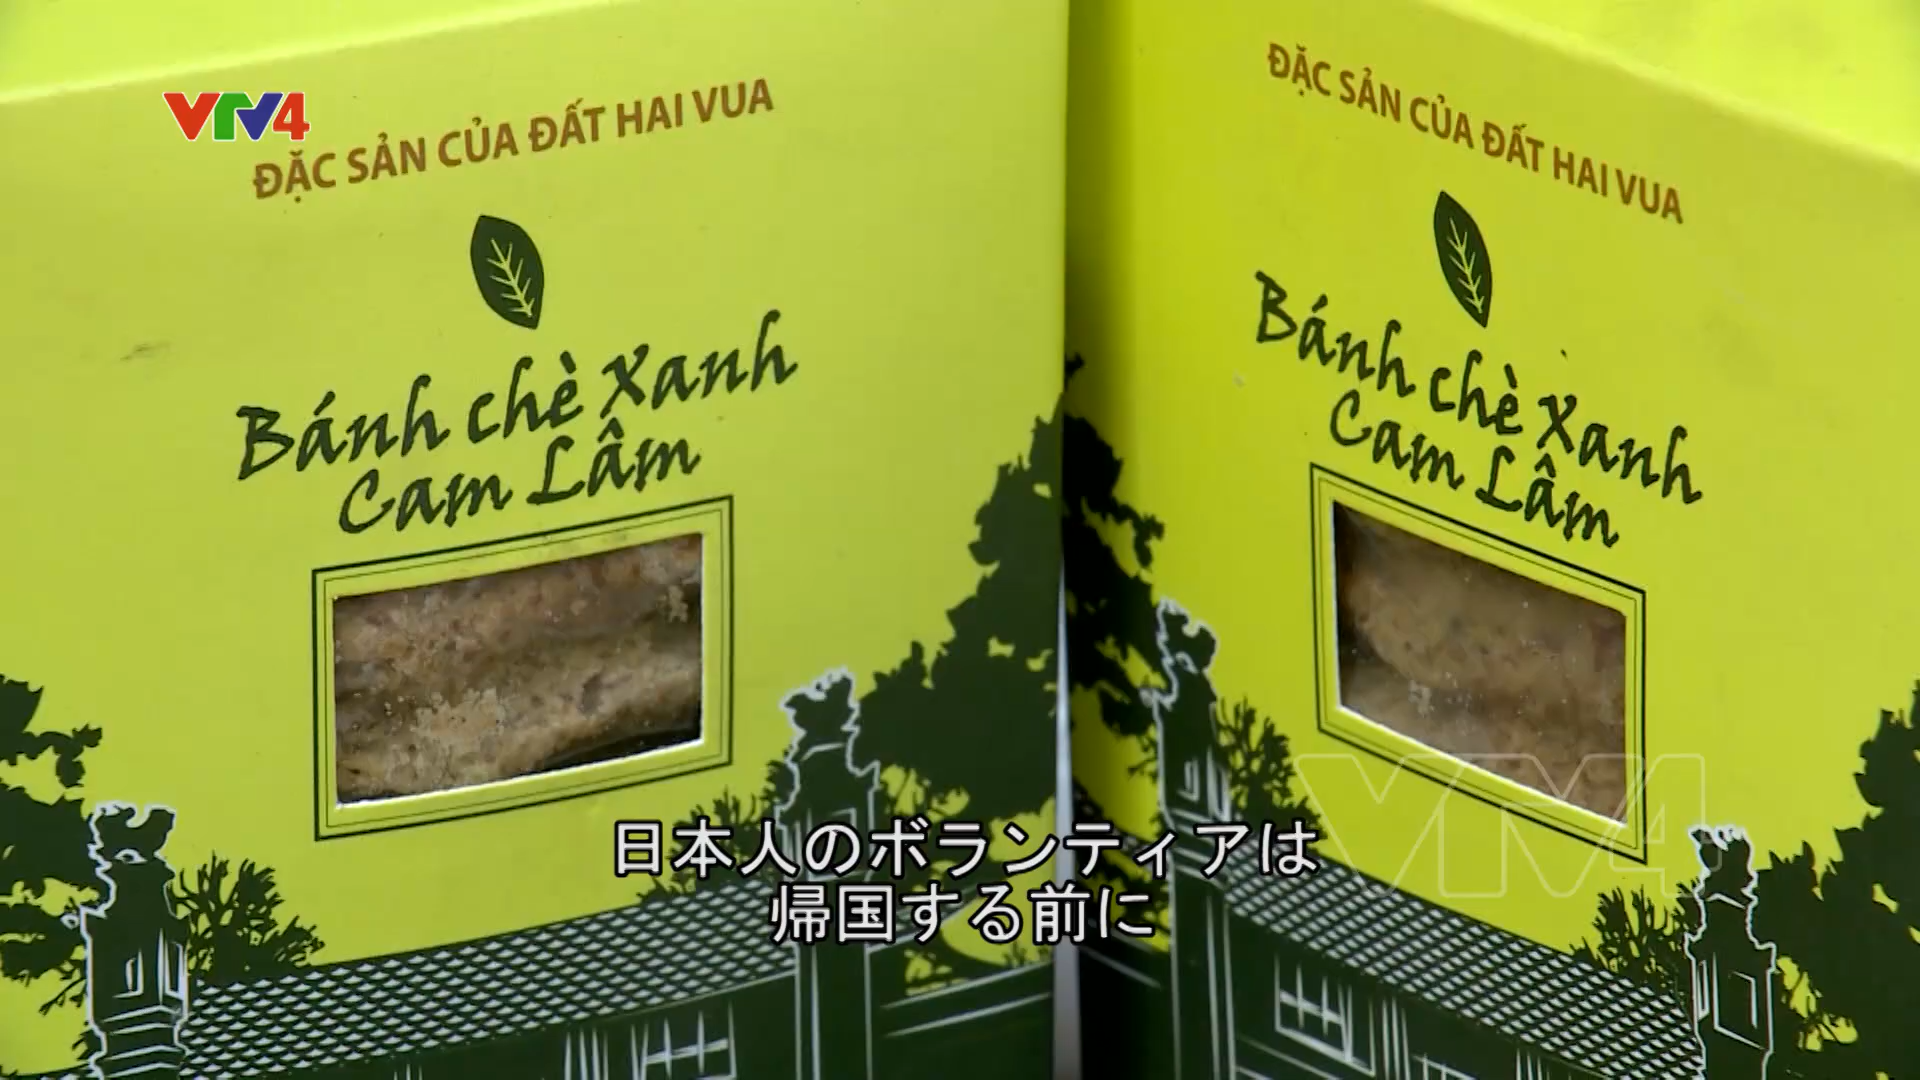 VTV4
ĐẶC SẢN CỦA ĐẤT HAI VUA
Bánh chè Xanh
Cam Lâm
ĐẶC SẢN CỦA ĐẤT HAI VUA
Bánh chè Xanh
Cam Lâm
VTV4
日本人のボランティアは
帰国する前に